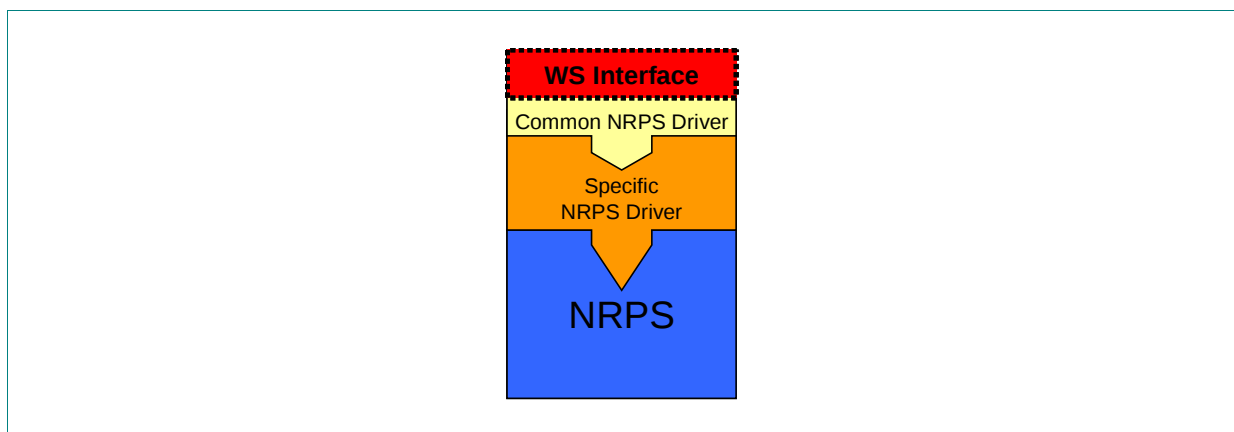 WS Interface
Common NRPS Driver
Specific
NRPS Driver
NRPS